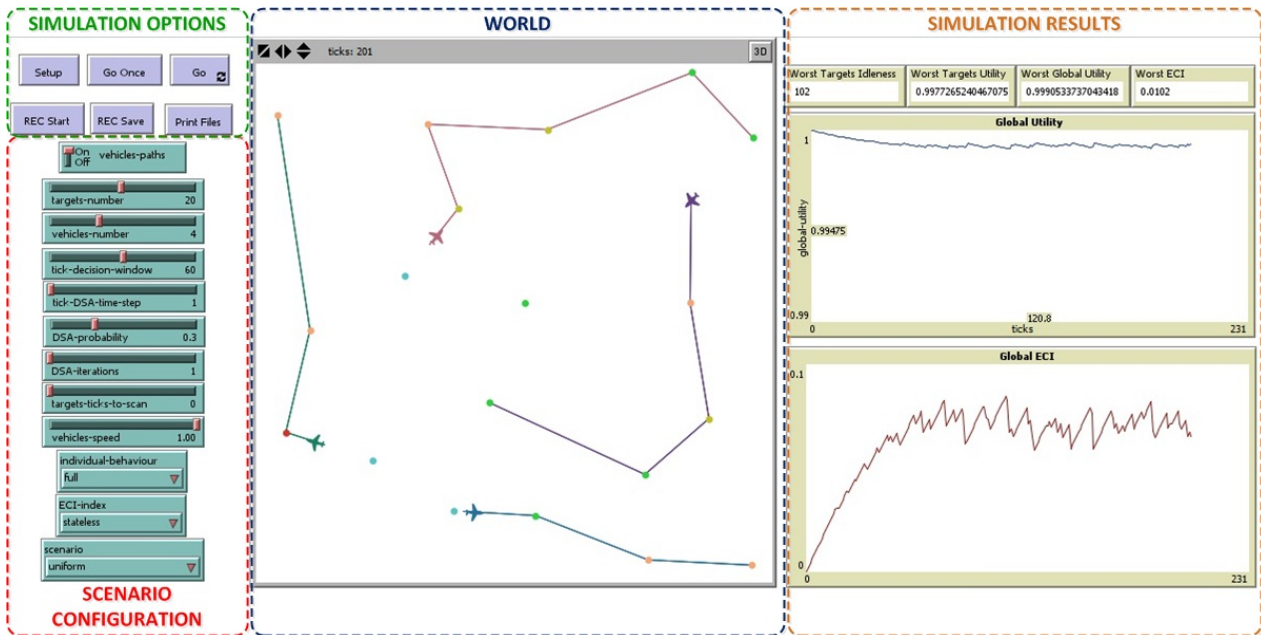 SIMULATION OPTIONS
WORLD
SIMULATION RESULTS
Setup
Go Once
Go
REC Start
REC Save
Print Files
On
Off
vehicles-paths
targets-number 20
vehicles-number 4
tick-decision-window 60
tick-DSA-time-step 1
DSA-probability 0.3
DSA-iterations 1
targets-ticks-to-scan 0
vehicles-speed 1.00
individual-behaviour
full
ECI-index
stateless
scenario
uniform
SCENARIO
CONFIGURATION
ticks: 201
3D
Worst Targets Idleness
102
Worst Targets Utility
0.9977265240467075
Worst Global Utility
0.9990533737043418
Worst ECI
0.0102
Global Utility
1
global-utility
0.99475
0.99
120.8
0
ticks
231
Global ECI
0.1
0
0
231